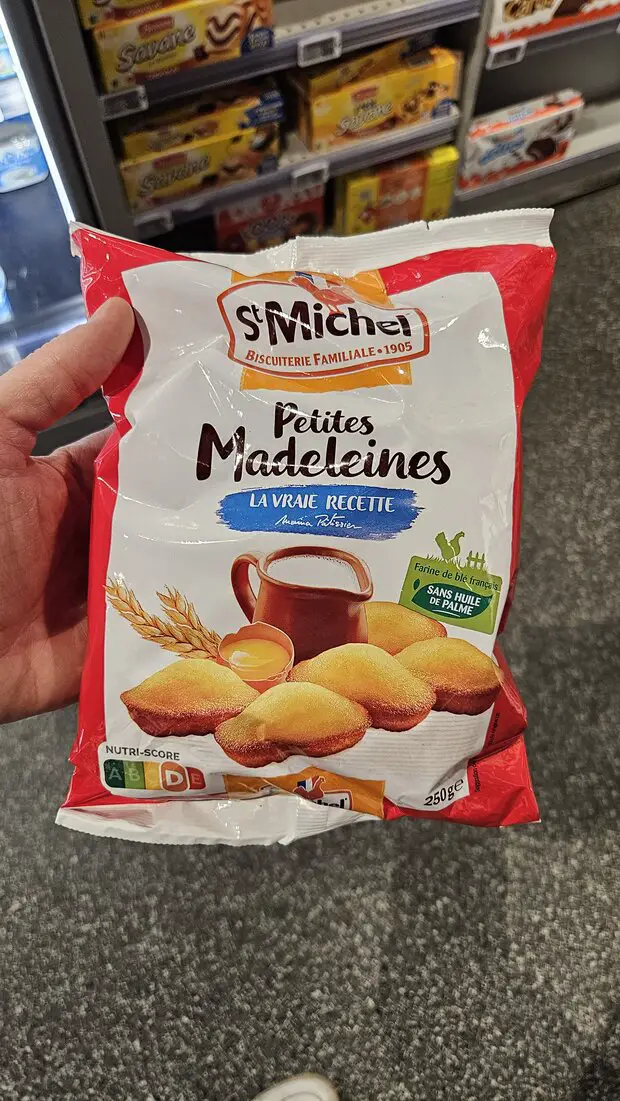 Savane
Savane
Savane
St Michel
BISCUITERIE FAMILIALE • 1905
Petites
Madeleines
LA VRAIE RECETTE
Farine de blé français
SANS HUILE
DE PALME
NUTRI-SCORE
A B D E
250g e